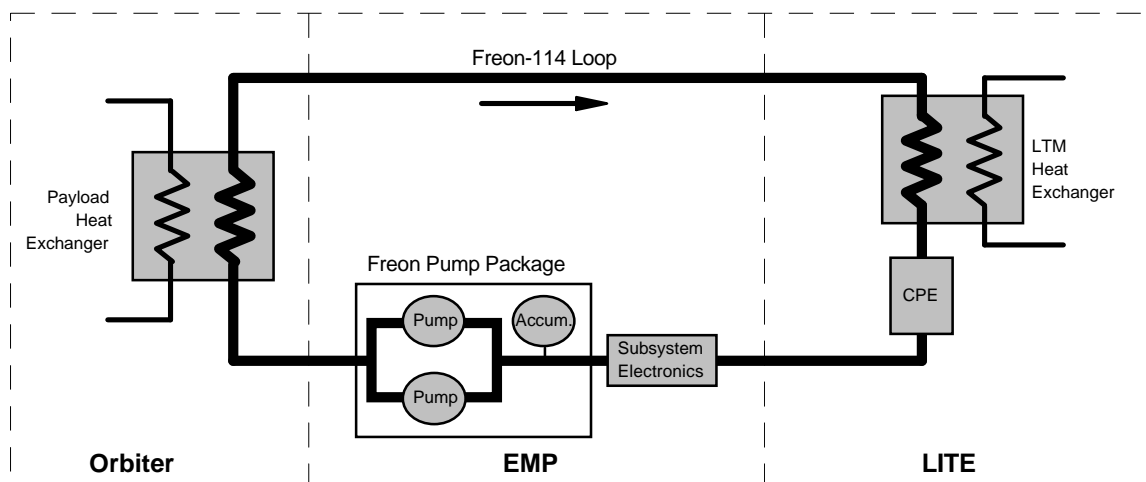 Freon-114 Loop
Payload
Heat
Exchanger
LTM
Heat
Exchanger
Freon Pump Package
Pump
Accum.
Pump
Subsystem
Electronics
CPE
Orbiter
EMP
LITE